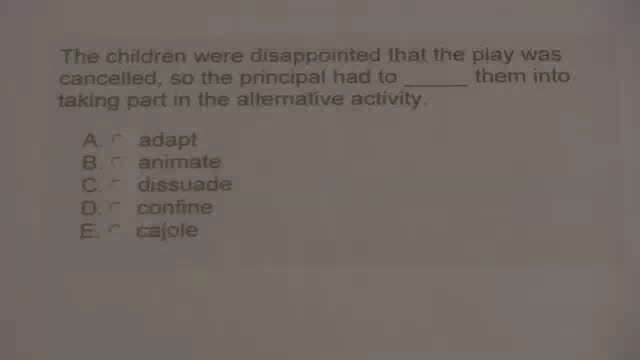 The children were disappointed that the play was
cancelled, so the principal had to _____ them into
taking part in the alternative activity.
A. adapt
B. animate
C. dissuade
D. confine
E. cajole